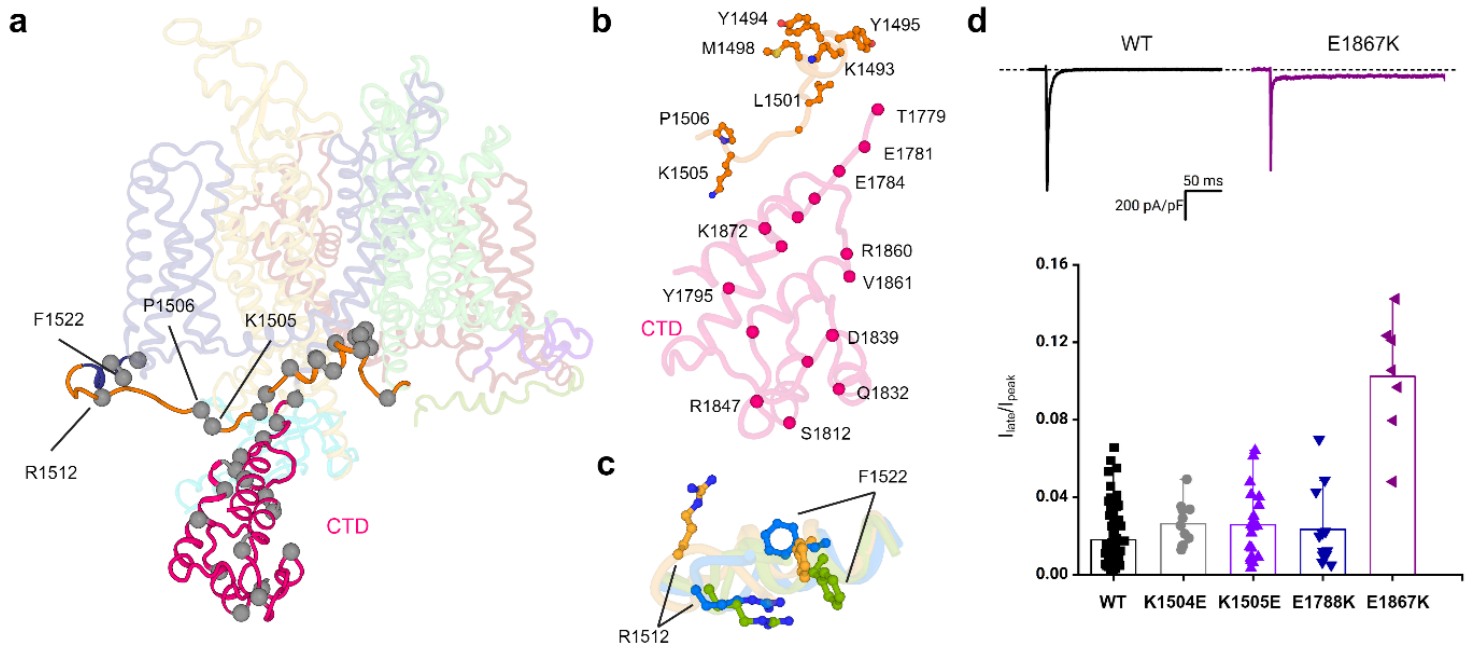 a
P1506
F1522
K1505
R1512
CTD
b
Y1494
Y1495
M1498
K1493
L1501
P1506
T1779
K1505
E1781
E1784
K1872
R1860
V1861
Y1795
CTD
D1839
Q1832
R1847
S1812
c
F1522
R1512
d
WT E1867K
50 ms
200 pA/pF
0.16
0.12
0.08
0.04
0.00
Ilate/Ipeak
WT K1504E K1505E E1788K E1867K